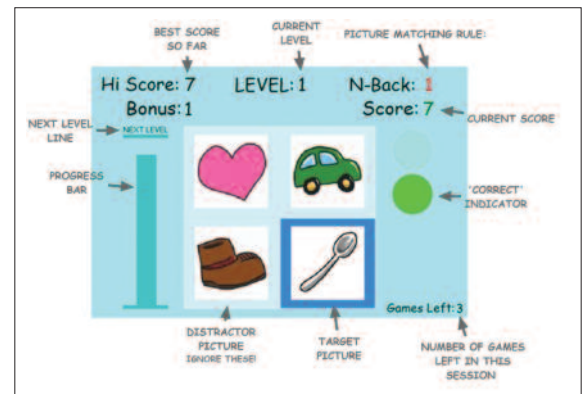 BEST SCORE
SO FAR
CURRENT
LEVEL
PICTURE MATCHING RULE:
Hi Score: 7
LEVEL: 1
N-Back: 1
Bonus: 1
Score: 7
CURRENT SCORE
NEXT LEVEL
LINE
NEXT LEVEL
PROGRESS
BAR
'CORRECT'
INDICATOR
Games Left: 3
DISTRACTOR
PICTURE
IGNORE THESE!
TARGET
PICTURE
NUMBER OF GAMES
LEFT IN THIS
SESSION